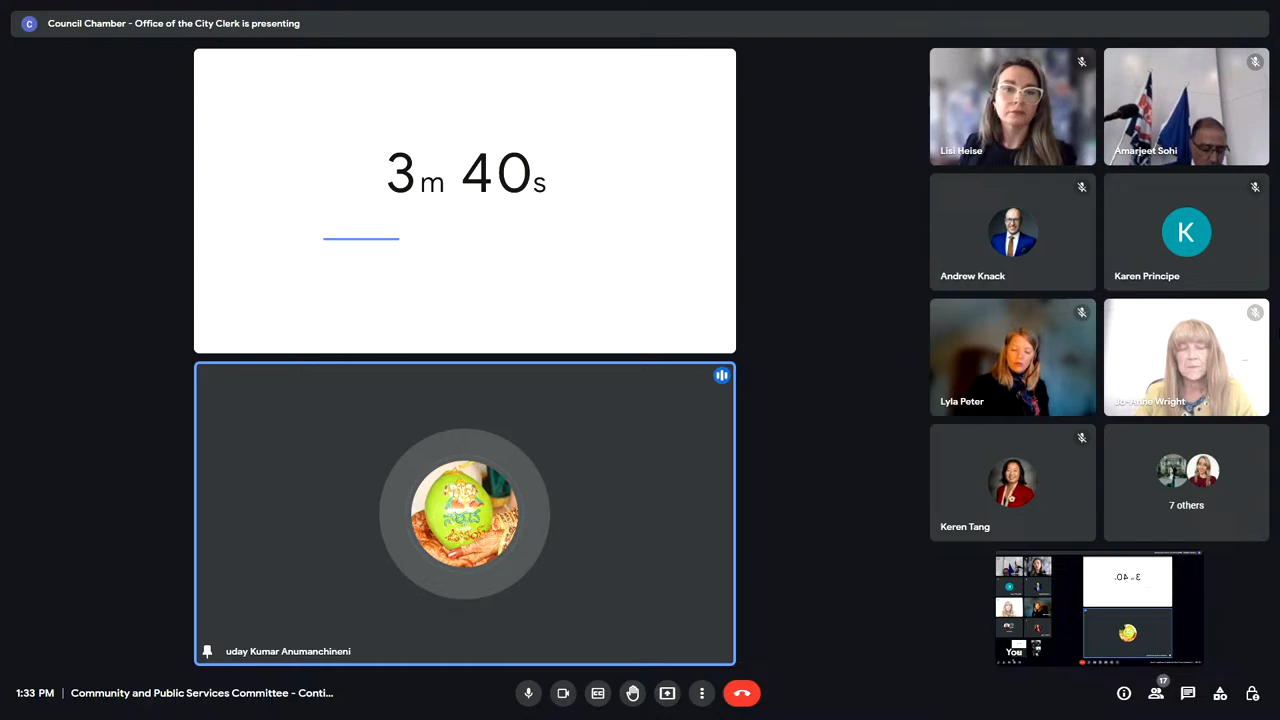 C
Council Chamber - Office of the City Clerk is presenting
3m 40s
uday Kumar Anumanchineni
Lisi Heise
Amarjeet Sohi
Andrew Knack
K
Karen Principe
Lyla Peter
Jo-Anne Wright
Keren Tang
7 others
You
1:33 PM | Community and Public Services Committee - Conti...
17